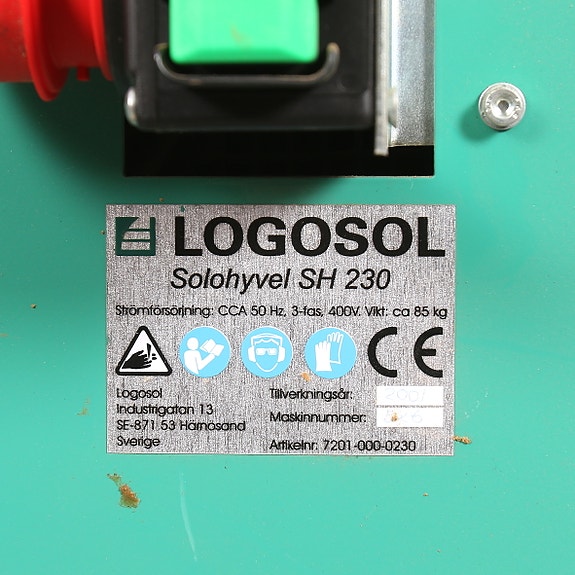 LOGOSOL
Solohyvel SH 230
Strömförsörjning: CCA 50 Hz, 3-fas, 400V. Vikt: ca 85 kg
CE
Logosol
Industrigatan 13
SE-871 53 Härnösand
Sverige
Tillverkningsår:
Maskinnummer:
Artikelnr: 7201-000-0230